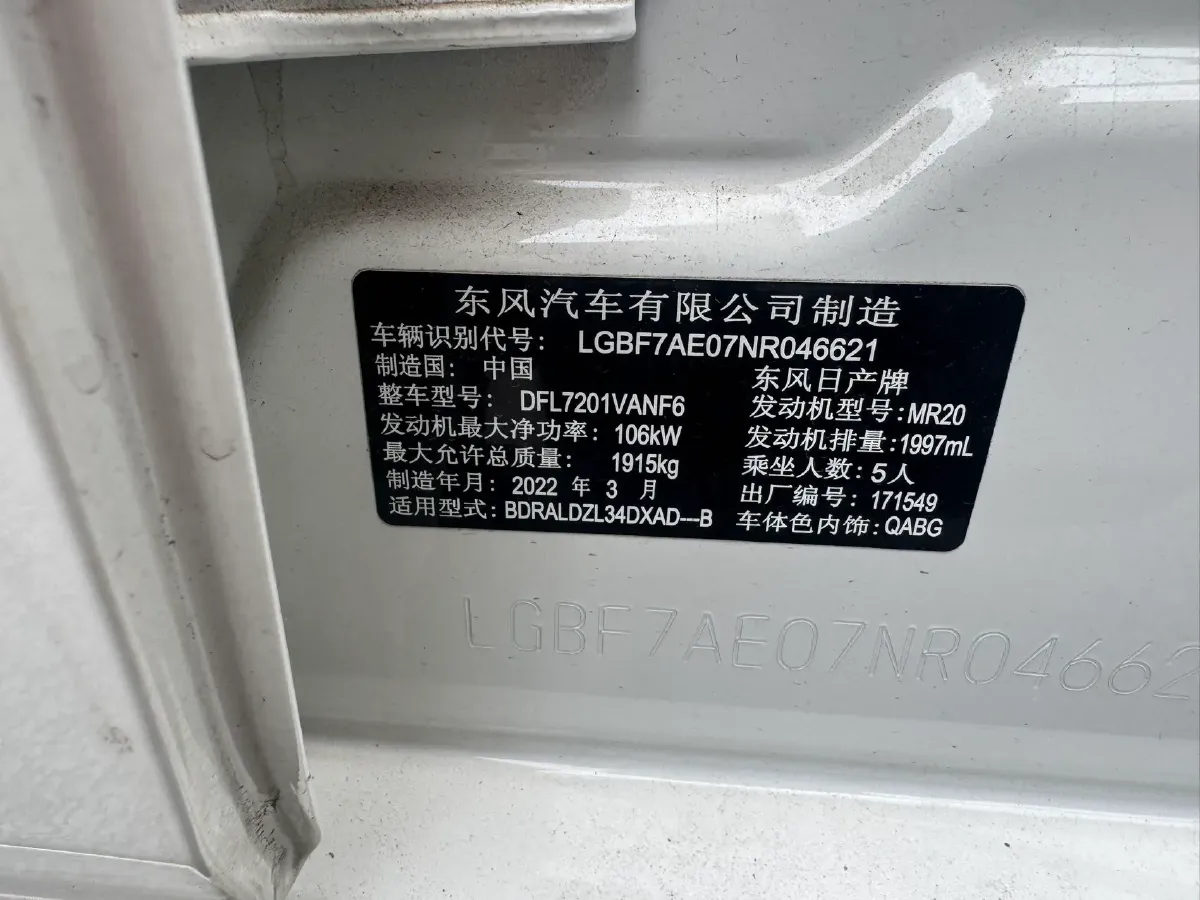 东风汽车有限公司制造
车辆识别代号: LGBF7AE07NR046621
制造国: 中国 东风日产牌
整车型号: DFL7201VANF6 发动机型号:MR20
发动机最大净功率: 106kW 发动机排量:1997mL
最大允许总质量: 1915kg 乘坐人数:5人
制造年月: 2022 年 3 月 出厂编号: 171549
适用型式:BDRALDZL34DXAD---B 车体色内饰:QABG
LGBF7AE07NR04662